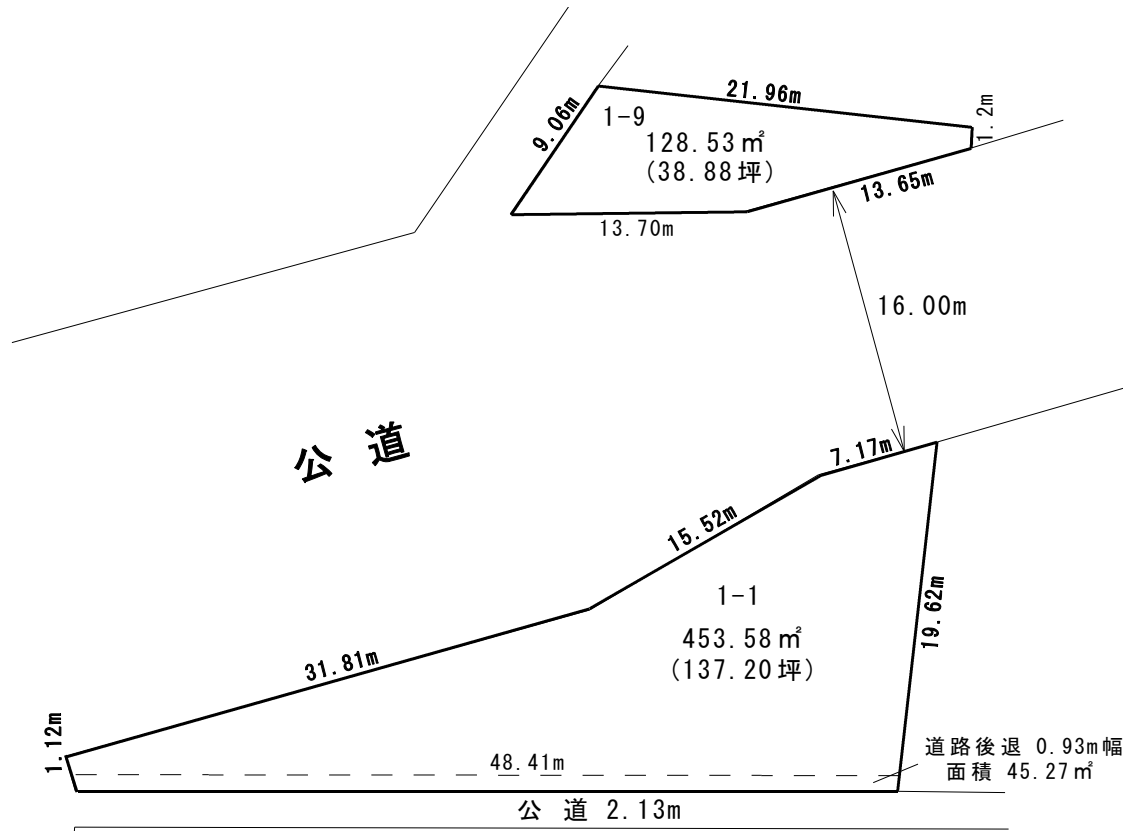 21.96m
1.2m
9.06m
1-9
128.53㎡
(38.88坪)
13.65m
13.70m
16.00m
公 道
7.17m
15.52m
1-1
453.58㎡
(137.20坪)
19.62m
31.81m
1.12m
48.41m
道路後退 0.93m幅
面積 45.27㎡
公 道 2.13m